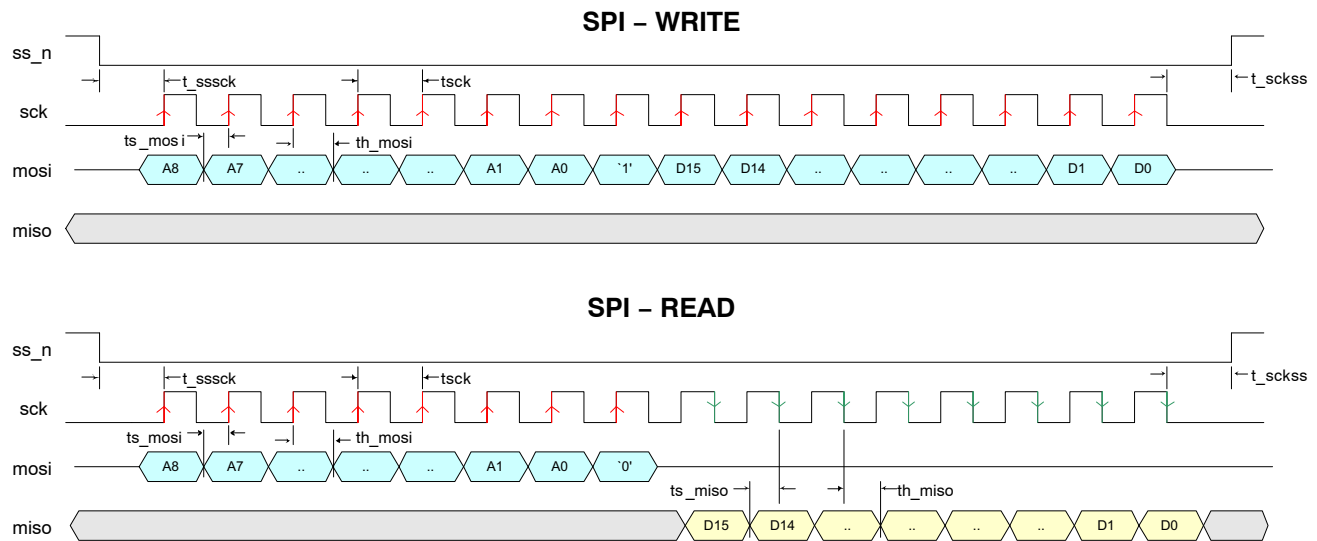 SPI – WRITE
ss_n
t_sssck tsck t_sckss
sck
ts_mosi th_mosi
mosi A8 A7 .. .. .. A1 A0 `1' D15 D14 .. .. .. .. D1 D0
miso
SPI – READ
ss_n
t_sssck tsck t_sckss
sck
ts_mosi th_mosi
mosi A8 A7 .. .. .. A1 A0 `0'
ts_miso th_miso
miso D15 D14 .. .. .. .. D1 D0